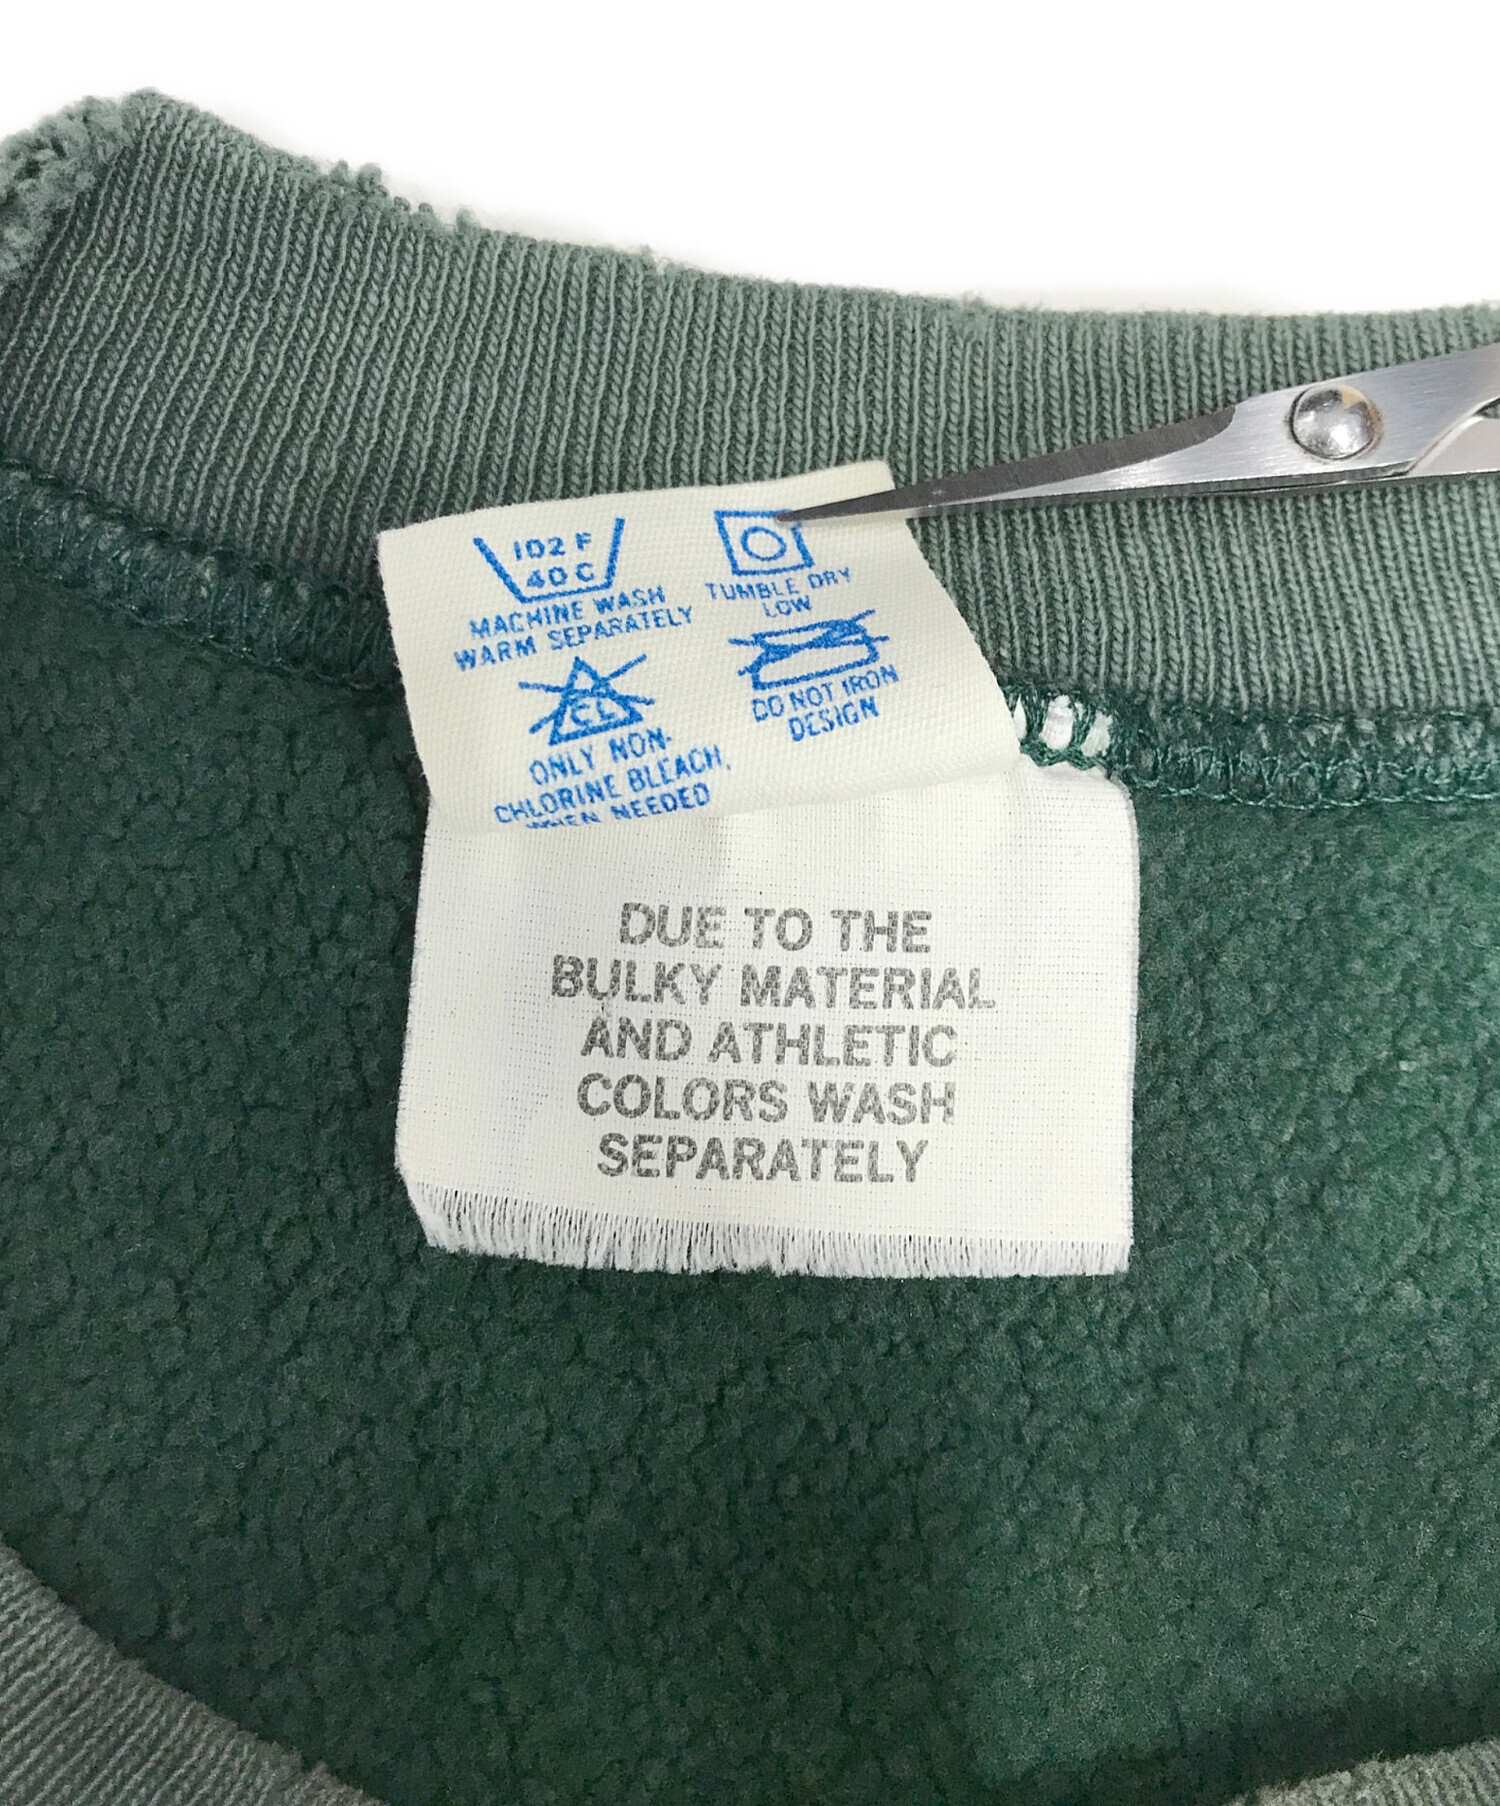 102 F
40 C
MACHINE WASH
WARM SEPARATELY
TUMBLE DRY
LOW
CL
ONLY NON-
CHLORINE BLEACH,
WHEN NEEDED
DO NOT IRON
DESIGN
DUE TO THE
BULKY MATERIAL
AND ATHLETIC
COLORS WASH
SEPARATELY